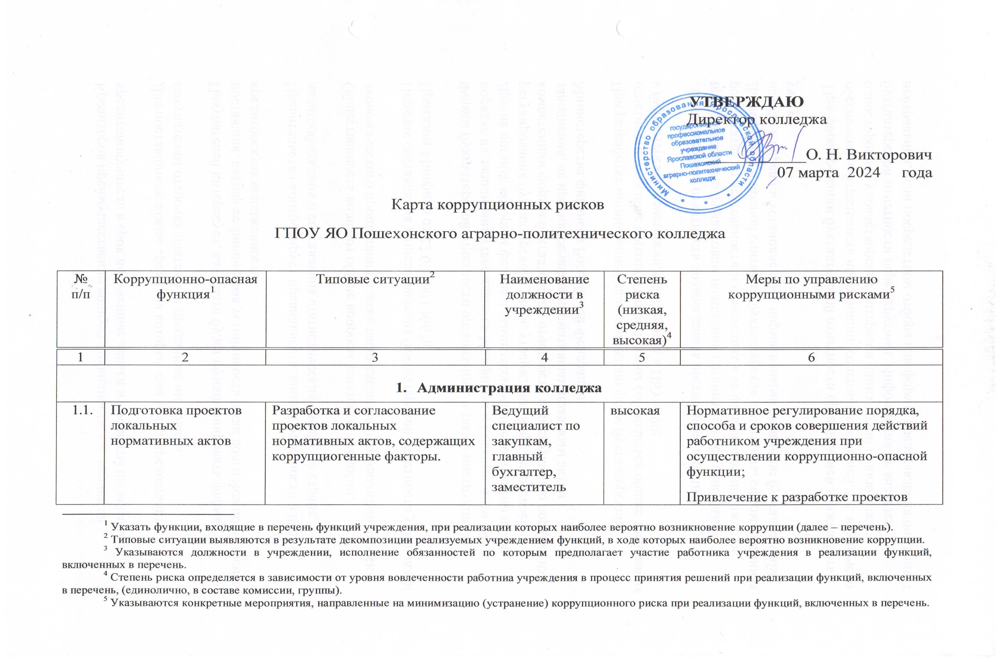 УТВЕРЖДАЮ
Директор колледжа
О. Н. Викторович
07 марта 2024 года
Министерство образования Ярославской области
государственное
профессиональное
образовательное
учреждение
Ярославской области
Пошехонский
аграрно-политехнический
колледж
Карта коррупционных рисков
ГПОУ ЯО Пошехонского аграрно-политехнического колледжа
№
п/п
Коррупционно-опасная
функция1
Типовые ситуации2
Наименование
должности в
учреждении3
Степень
риска
(низкая,
средняя,
высокая)4
Меры по управлению
коррупционными рисками5
1 2 3 4 5 6
1. Администрация колледжа
1.1.
Подготовка проектов
локальных
нормативных актов
Разработка и согласование
проектов локальных
нормативных актов, содержащих
коррупциогенные факторы.
Ведущий
специалист по
закупкам,
главный
бухгалтер,
заместитель
высокая
Нормативное регулирование порядка,
способа и сроков совершения действий
работником учреждения при
осуществлении коррупционно-опасной
функции;
Привлечение к разработке проектов
1 Указать функции, входящие в перечень функций учреждения, при реализации которых наиболее вероятно возникновение коррупции (далее – перечень).
2 Типовые ситуации выявляются в результате декомпозиции реализуемых учреждением функций, в ходе которых наиболее вероятно возникновение коррупции.
3 Указываются должности в учреждении, исполнение обязанностей по которым предполагает участие работника учреждения в реализации функций,
включенных в перечень.
4 Степень риска определяется в зависимости от уровня вовлеченности работниа учреждения в процесс принятия решений при реализации функций, включенных
в перечень, (единолично, в составе комиссии, группы).
5 Указываются конкретные мероприятия, направленные на минимизацию (устранение) коррупционного риска при реализации функций, включенных в перечень.